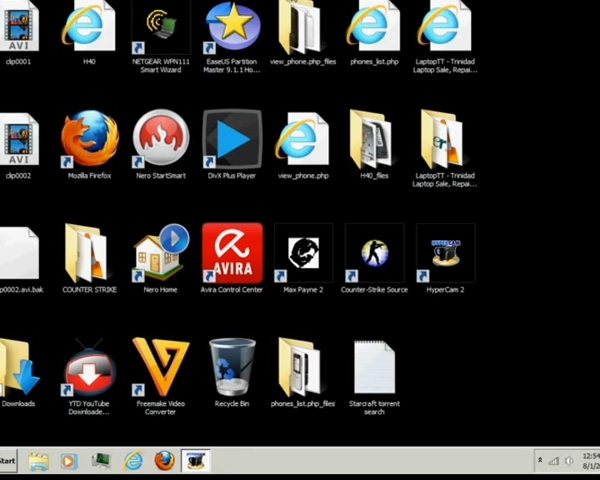 AVI
clip0001
H40
NETGEAR WPN111
Smart Wizard
EaseUS Partition
Master 9.1.1 Ho...
view_phone.php_files
phones_list.php
LaptopTT - Trinidad
Laptop Sale, Repai...
AVI
clip0002
Mozilla Firefox
Nero StartSmart
DivX Plus Player
view_phone.php
H40_files
LaptopTT - Trinidad
Laptop Sale, Repai...
p0002.avi.bak
COUNTER STRIKE
Nero Home
AVIRA
Avira Control Center
Max Payne 2
Counter-Strike Source
HYPERCAM
HyperCam 2
Downloads
YTD YouTube
Downloade...
Freemake Video
Converter
Recycle Bin
phones_list.php_files
Starcraft torrent
search
Start
12:54
8/1/2